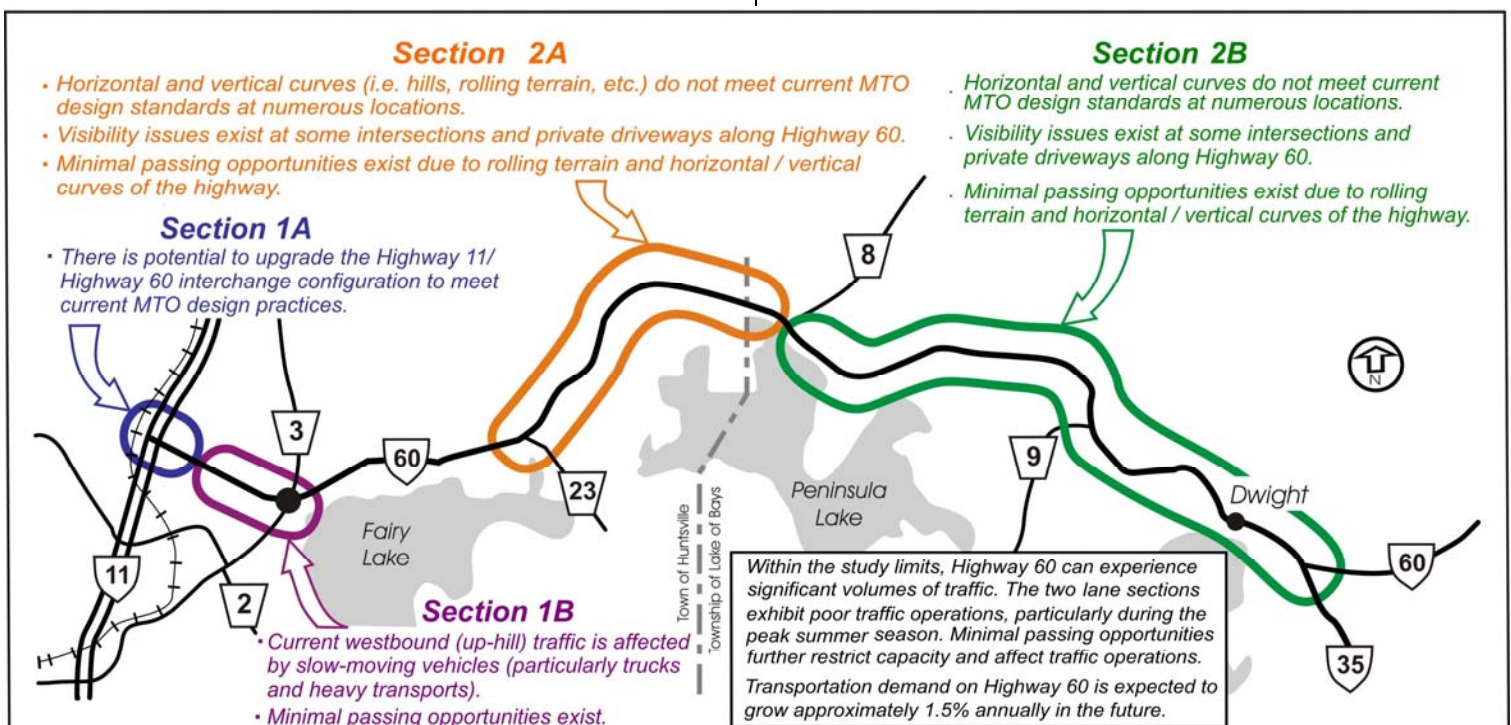 Section 2A
• Horizontal and vertical curves (i.e. hills, rolling terrain, etc.) do not meet current MTO
design standards at numerous locations.
• Visibility issues exist at some intersections and private driveways along Highway 60.
• Minimal passing opportunities exist due to rolling terrain and horizontal / vertical
curves of the highway.
Section 2B
. Horizontal and vertical curves do not meet current
MTO design standards at numerous locations.
. Visibility issues exist at some intersections and
private driveways along Highway 60.
. Minimal passing opportunities exist due to rolling
terrain and horizontal / vertical curves of the highway.
Section 1A
• There is potential to upgrade the Highway 11/
Highway 60 interchange configuration to meet
current MTO design practices.
8
N
3
60
23
9
Dwight
Peninsula
Lake
Fairy
Lake
11
2
60
35
Town of Huntsville
Township of Lake of Bays
Section 1B
• Current westbound (up-hill) traffic is affected
by slow-moving vehicles (particularly trucks
and heavy transports).
• Minimal passing opportunities exist.
Within the study limits, Highway 60 can experience
significant volumes of traffic. The two lane sections
exhibit poor traffic operations, particularly during the
peak summer season. Minimal passing opportunities
further restrict capacity and affect traffic operations.
Transportation demand on Highway 60 is expected to
grow approximately 1.5% annually in the future.